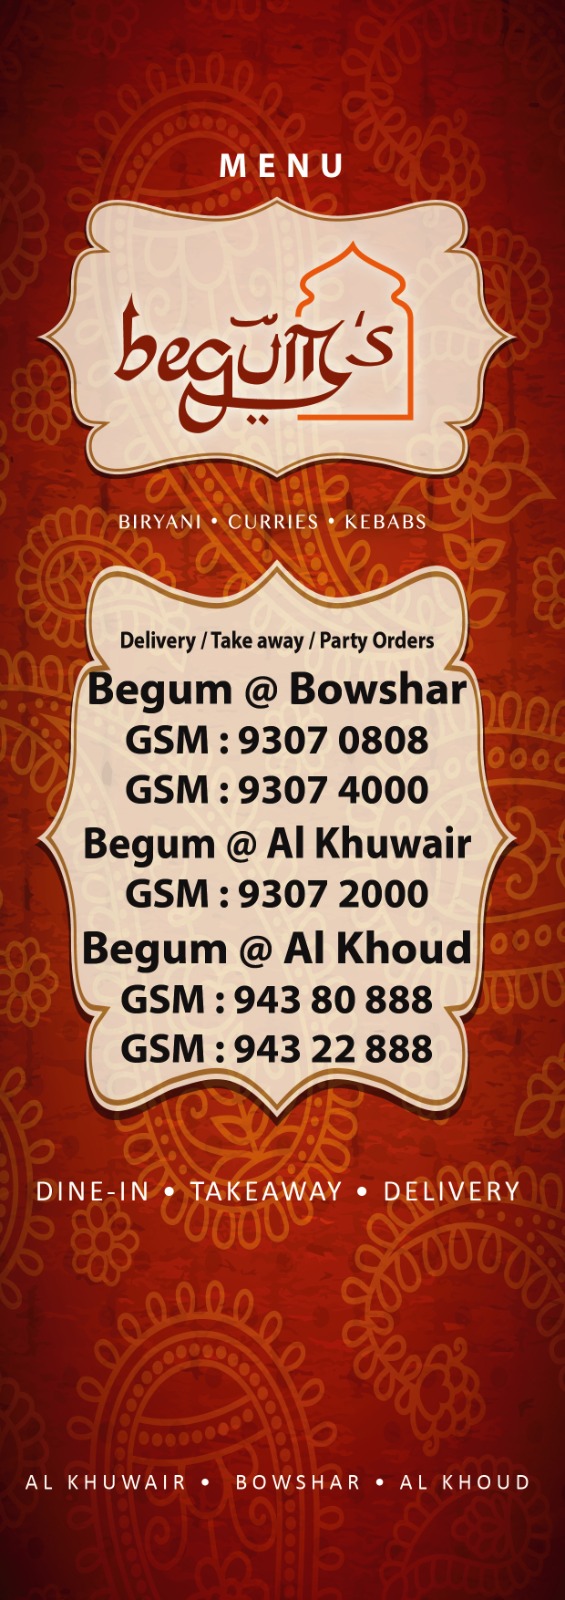 MENU
begum's
BIRYANI • CURRIES • KEBABS
Delivery / Take away / Party Orders
Begum @ Bowshar
GSM : 9307 0808
GSM : 9307 4000
Begum @ Al Khuwair
GSM : 9307 2000
Begum @ Al Khoud
GSM : 943 80 888
GSM : 943 22 888
DINE-IN • TAKEAWAY • DELIVERY
AL KHUWAIR • BOWSHAR • AL KHOUD